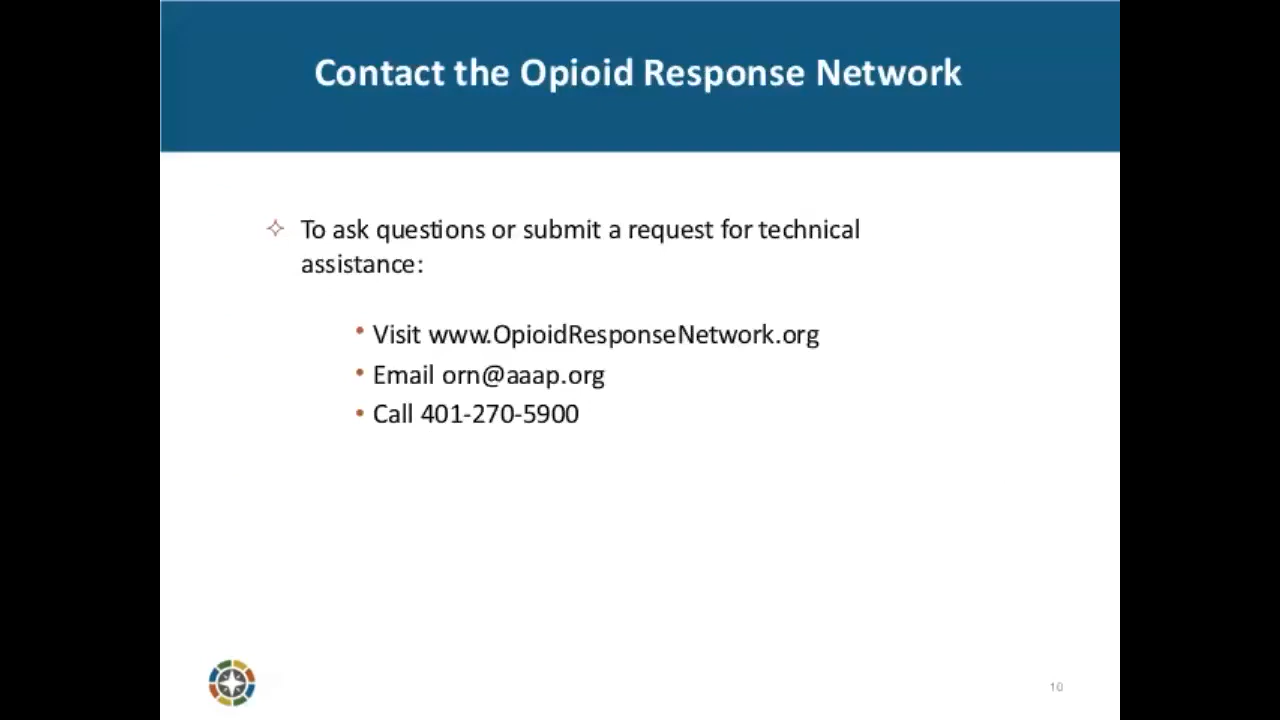 Contact the Opioid Response Network
To ask questions or submit a request for technical
assistance:
• Visit www.OpioidResponseNetwork.org
• Email orn@aaap.org
• Call 401-270-5900
10